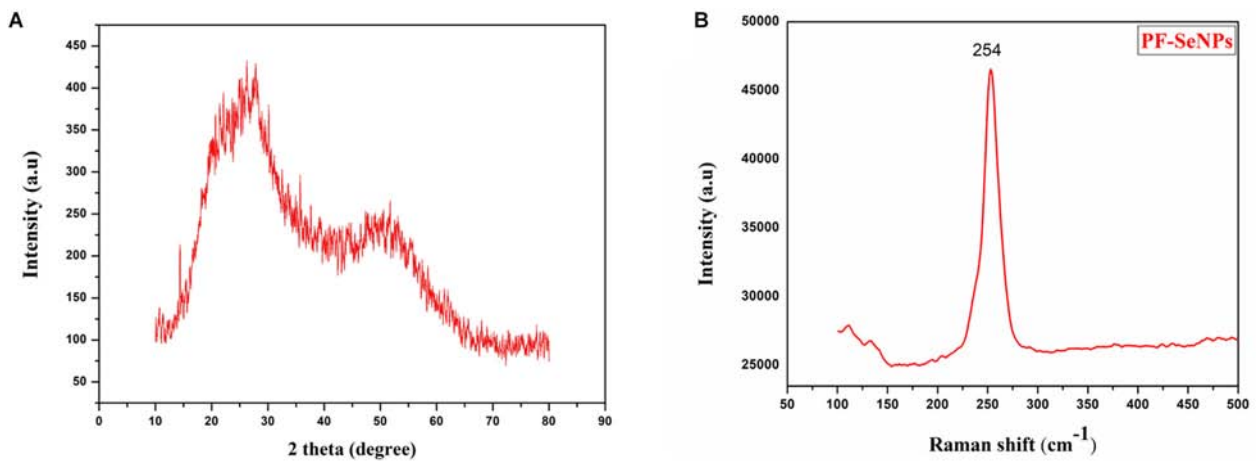 A
450
400
350
300
250
200
150
100
50
0 10 20 30 40 50 60 70 80 90
Intensity (a.u)
2 theta (degree)
B
50000
45000
40000
35000
30000
25000
50 100 150 200 250 300 350 400 450 500
Intensity (a.u)
Raman shift (cm⁻¹)
254
PF-SeNPs